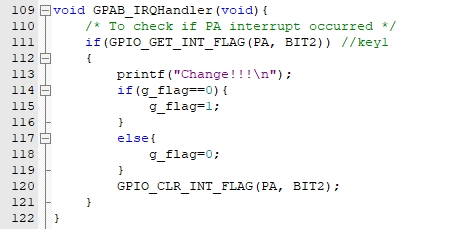 109 void GPAB_IRQHandler(void){
110 /* To check if PA interrupt occurred */
111 if(GPIO_GET_INT_FLAG(PA, BIT2)) //key1
112 {
113 printf("Change!!!\n");
114 if(g_flag==0){
115 g_flag=1;
116 }
117 else{
118 g_flag=0;
119 }
120 GPIO_CLR_INT_FLAG(PA, BIT2);
121 }
122 }